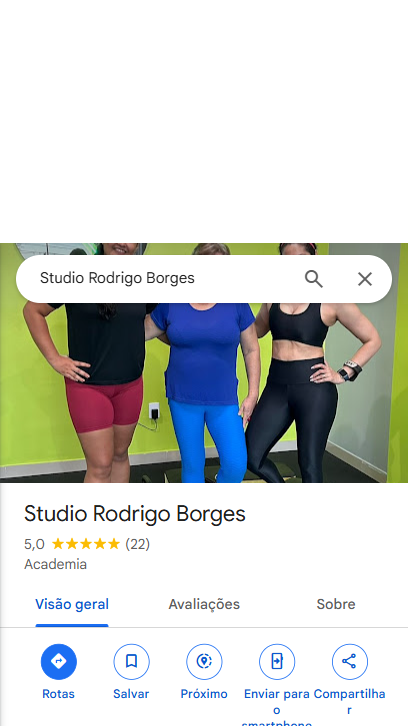 Studio Rodrigo Borges
Studio Rodrigo Borges
5,0 ★★★★★ (22)
Academia
Visão geral Avaliações Sobre
Rotas Salvar Próximo Enviar para o smartphone Compartilhar